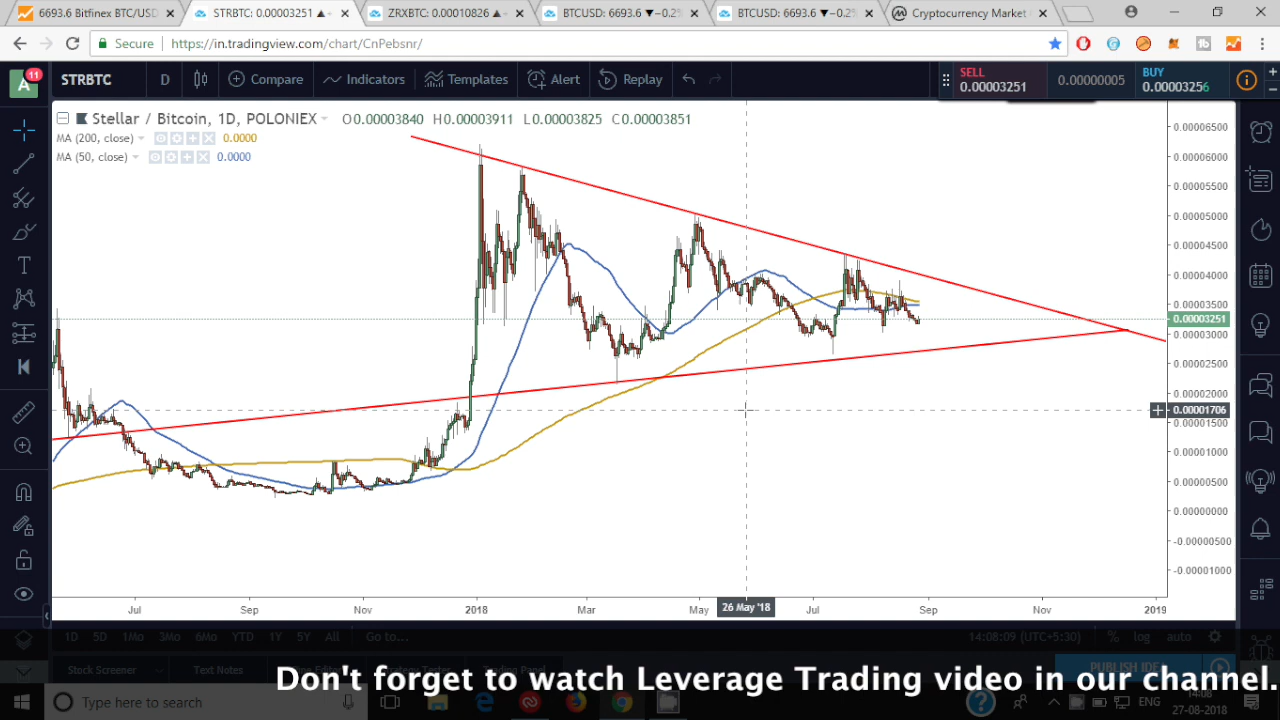 6693.6 Bitfinex BTC/USD
STRBTC: 0.00003251 ▲
ZRXBTC: 0.00010826 ▲
BTCUSD: 6693.6 ▼−0.2%
BTCUSD: 6693.6 ▼−0.2%
Cryptocurrency Market
Secure https://in.tradingview.com/chart/CnPebsnr/
A 11
STRBTC D Compare Indicators Templates Alert Replay
SELL
0.00003251
0.00000005
BUY
0.00003256
Stellar / Bitcoin, 1D, POLONIEX O0.00003840 H0.00003911 L0.00003825 C0.00003851
MA (200, close) 0.0000
MA (50, close) 0.0000
0.00006500
0.00006000
0.00005500
0.00005000
0.00004500
0.00004000
0.00003500
0.00003251
0.00003000
0.00002500
0.00002000
0.00001706
0.00001500
0.00001000
0.00000500
0.00000000
-0.00000500
-0.00001000
Jul Sep Nov 2018 Mar May 26 May '18 Jul Sep Nov 2019
1D 5D 1Mo 3Mo 6Mo YTD 1Y 5Y All Go to... 14:08:09 (UTC+5:30) % log auto
Stock Screener Text Notes Trading Panel PUBLISH IDEA
Don't forget to watch Leverage Trading video in our channel.
Type here to search
ENG
14:08
27-08-2018